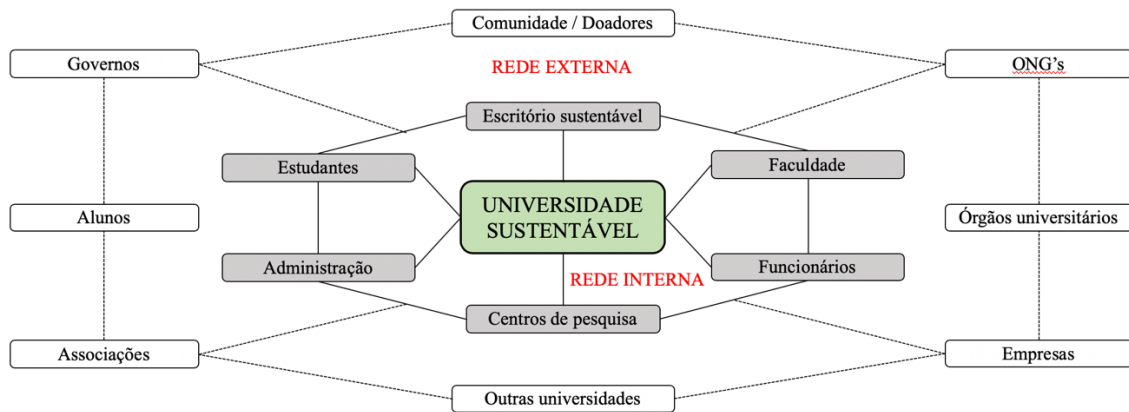 Comunidade / Doadores
Governos
REDE EXTERNA
ONG's
Escritório sustentável
Estudantes
Faculdade
Alunos
UNIVERSIDADE
SUSTENTÁVEL
Órgãos universitários
Administração
REDE INTERNA
Funcionários
Centros de pesquisa
Associações
Empresas
Outras universidades